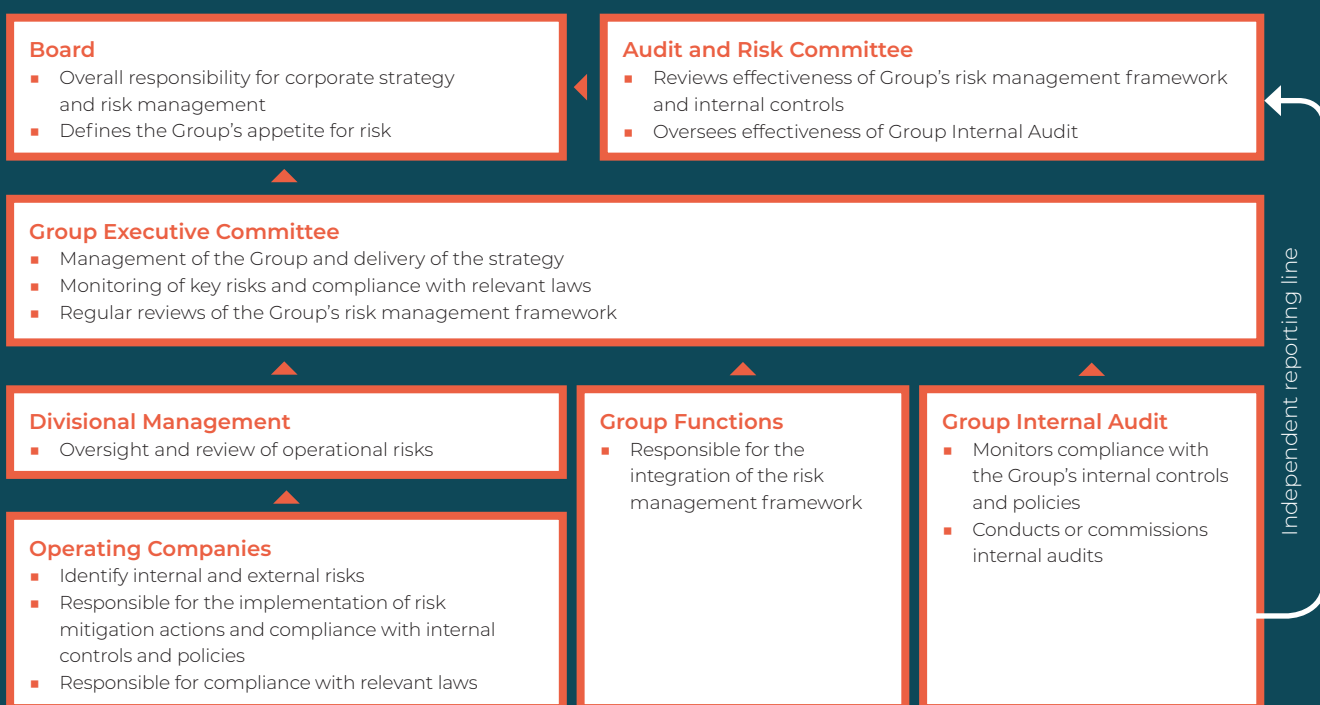 Board
▪ Overall responsibility for corporate strategy
and risk management
▪ Defines the Group’s appetite for risk
Audit and Risk Committee
▪ Reviews effectiveness of Group’s risk management framework
and internal controls
▪ Oversees effectiveness of Group Internal Audit
Group Executive Committee
▪ Management of the Group and delivery of the strategy
▪ Monitoring of key risks and compliance with relevant laws
▪ Regular reviews of the Group’s risk management framework
Divisional Management
▪ Oversight and review of operational risks
Operating Companies
▪ Identify internal and external risks
▪ Responsible for the implementation of risk
mitigation actions and compliance with internal
controls and policies
▪ Responsible for compliance with relevant laws
Group Functions
▪ Responsible for the
integration of the risk
management framework
Group Internal Audit
▪ Monitors compliance with
the Group’s internal controls
and policies
▪ Conducts or commissions
internal audits
Independent reporting line